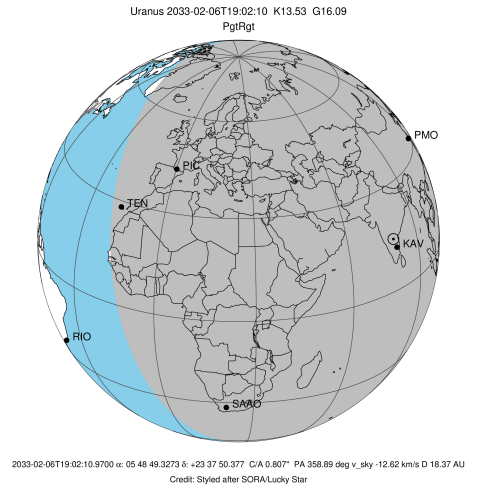 Uranus 2033-02-06T19:02:10 K13.53 G16.09
PgtRgt
PMO
PIC
TEN
KAV
RIO
SAAO
2033-02-06T19:02:10.9700 α: 05 48 49.3273 δ: +23 37 50.377 C/A 0.807" PA 358.89 deg v_sky -12.62 km/s D 18.37 AU
Credit: Styled after SORA/Lucky Star